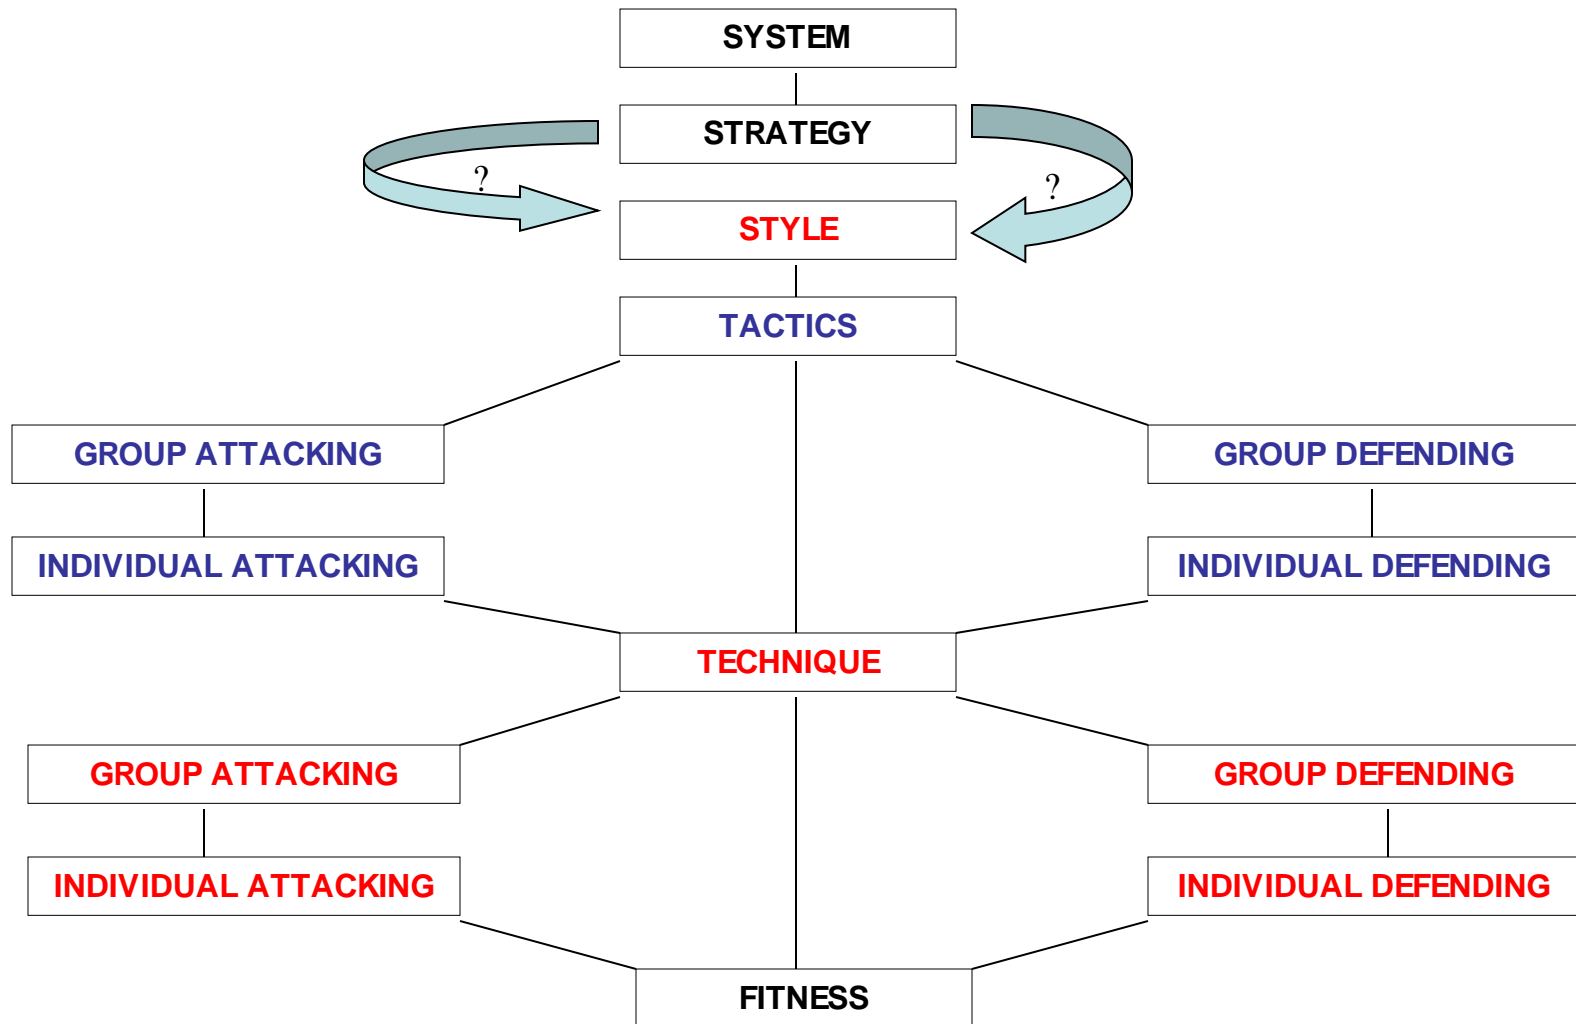 SYSTEM
STRATEGY
? ?
STYLE
TACTICS
GROUP ATTACKING GROUP DEFENDING
INDIVIDUAL ATTACKING INDIVIDUAL DEFENDING
TECHNIQUE
GROUP ATTACKING GROUP DEFENDING
INDIVIDUAL ATTACKING INDIVIDUAL DEFENDING
FITNESS